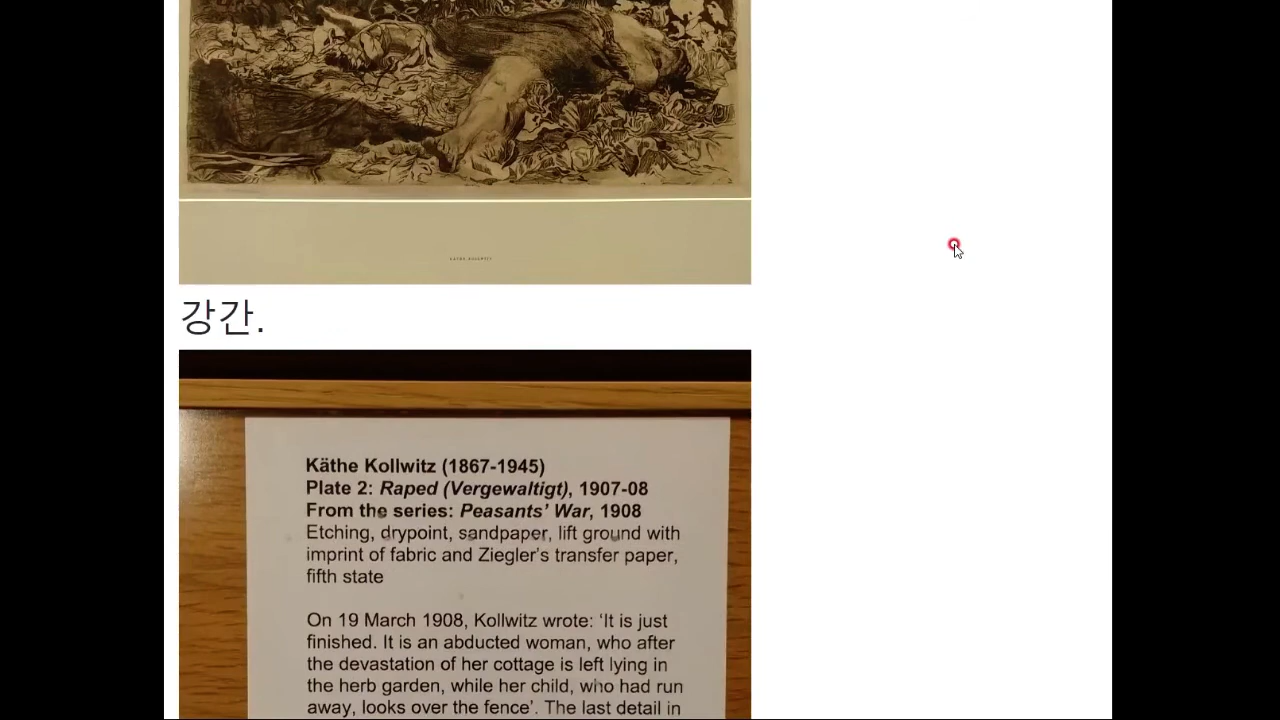 KÄTHE KOLLWITZ
강간.
Käthe Kollwitz (1867-1945)
Plate 2: Raped (Vergewaltigt), 1907-08
From the series: Peasants’ War, 1908
Etching, drypoint, sandpaper, lift ground with
imprint of fabric and Ziegler’s transfer paper,
fifth state
On 19 March 1908, Kollwitz wrote: ‘It is just
finished. It is an abducted woman, who after
the devastation of her cottage is left lying in
the herb garden, while her child, who had run
away, looks over the fence’. The last detail in